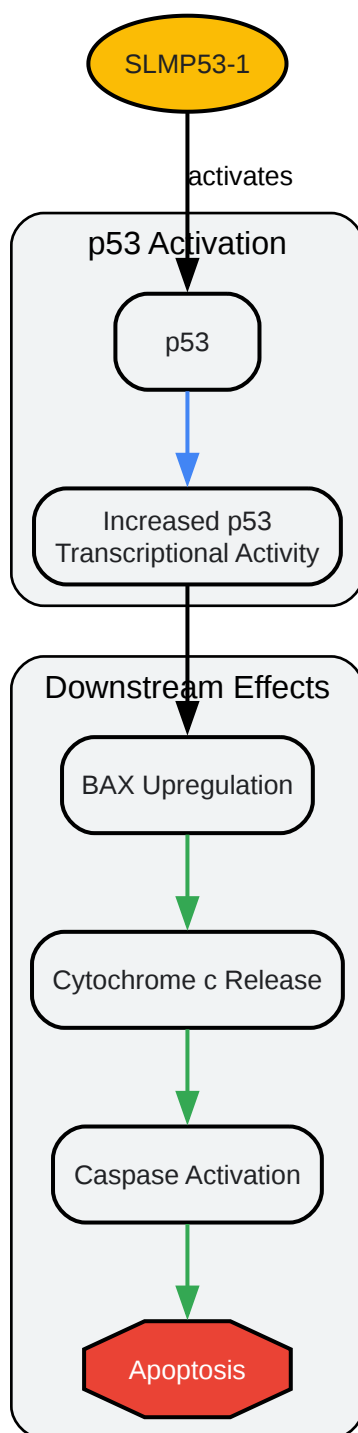 SLMP53-1
activates
p53 Activation
p53
Increased p53
Transcriptional Activity
Downstream Effects
BAX Upregulation
Cytochrome c Release
Caspase Activation
Apoptosis